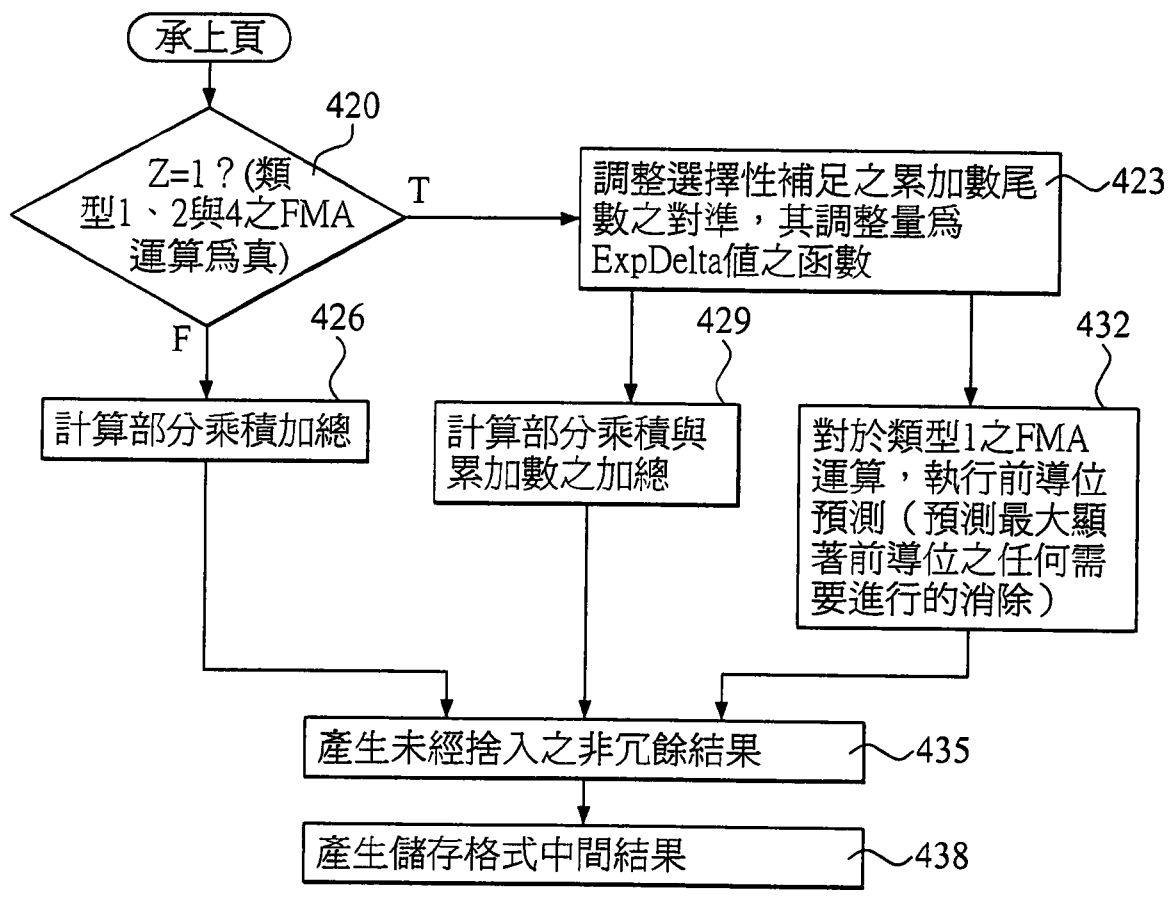 承上頁
420
Z=1？(類
型1、2與4之FMA
運算爲真)
T
F
調整選擇性補足之累加數尾
數之對準，其調整量爲
ExpDelta值之函數
423
426
計算部分乘積加總
429
計算部分乘積與
累加數之加總
432
對於類型1之FMA
運算，執行前導位
預測（預測最大顯
著前導位之任何需
要進行的消除）
產生未經捨入之非冗餘結果
435
產生儲存格式中間結果
438